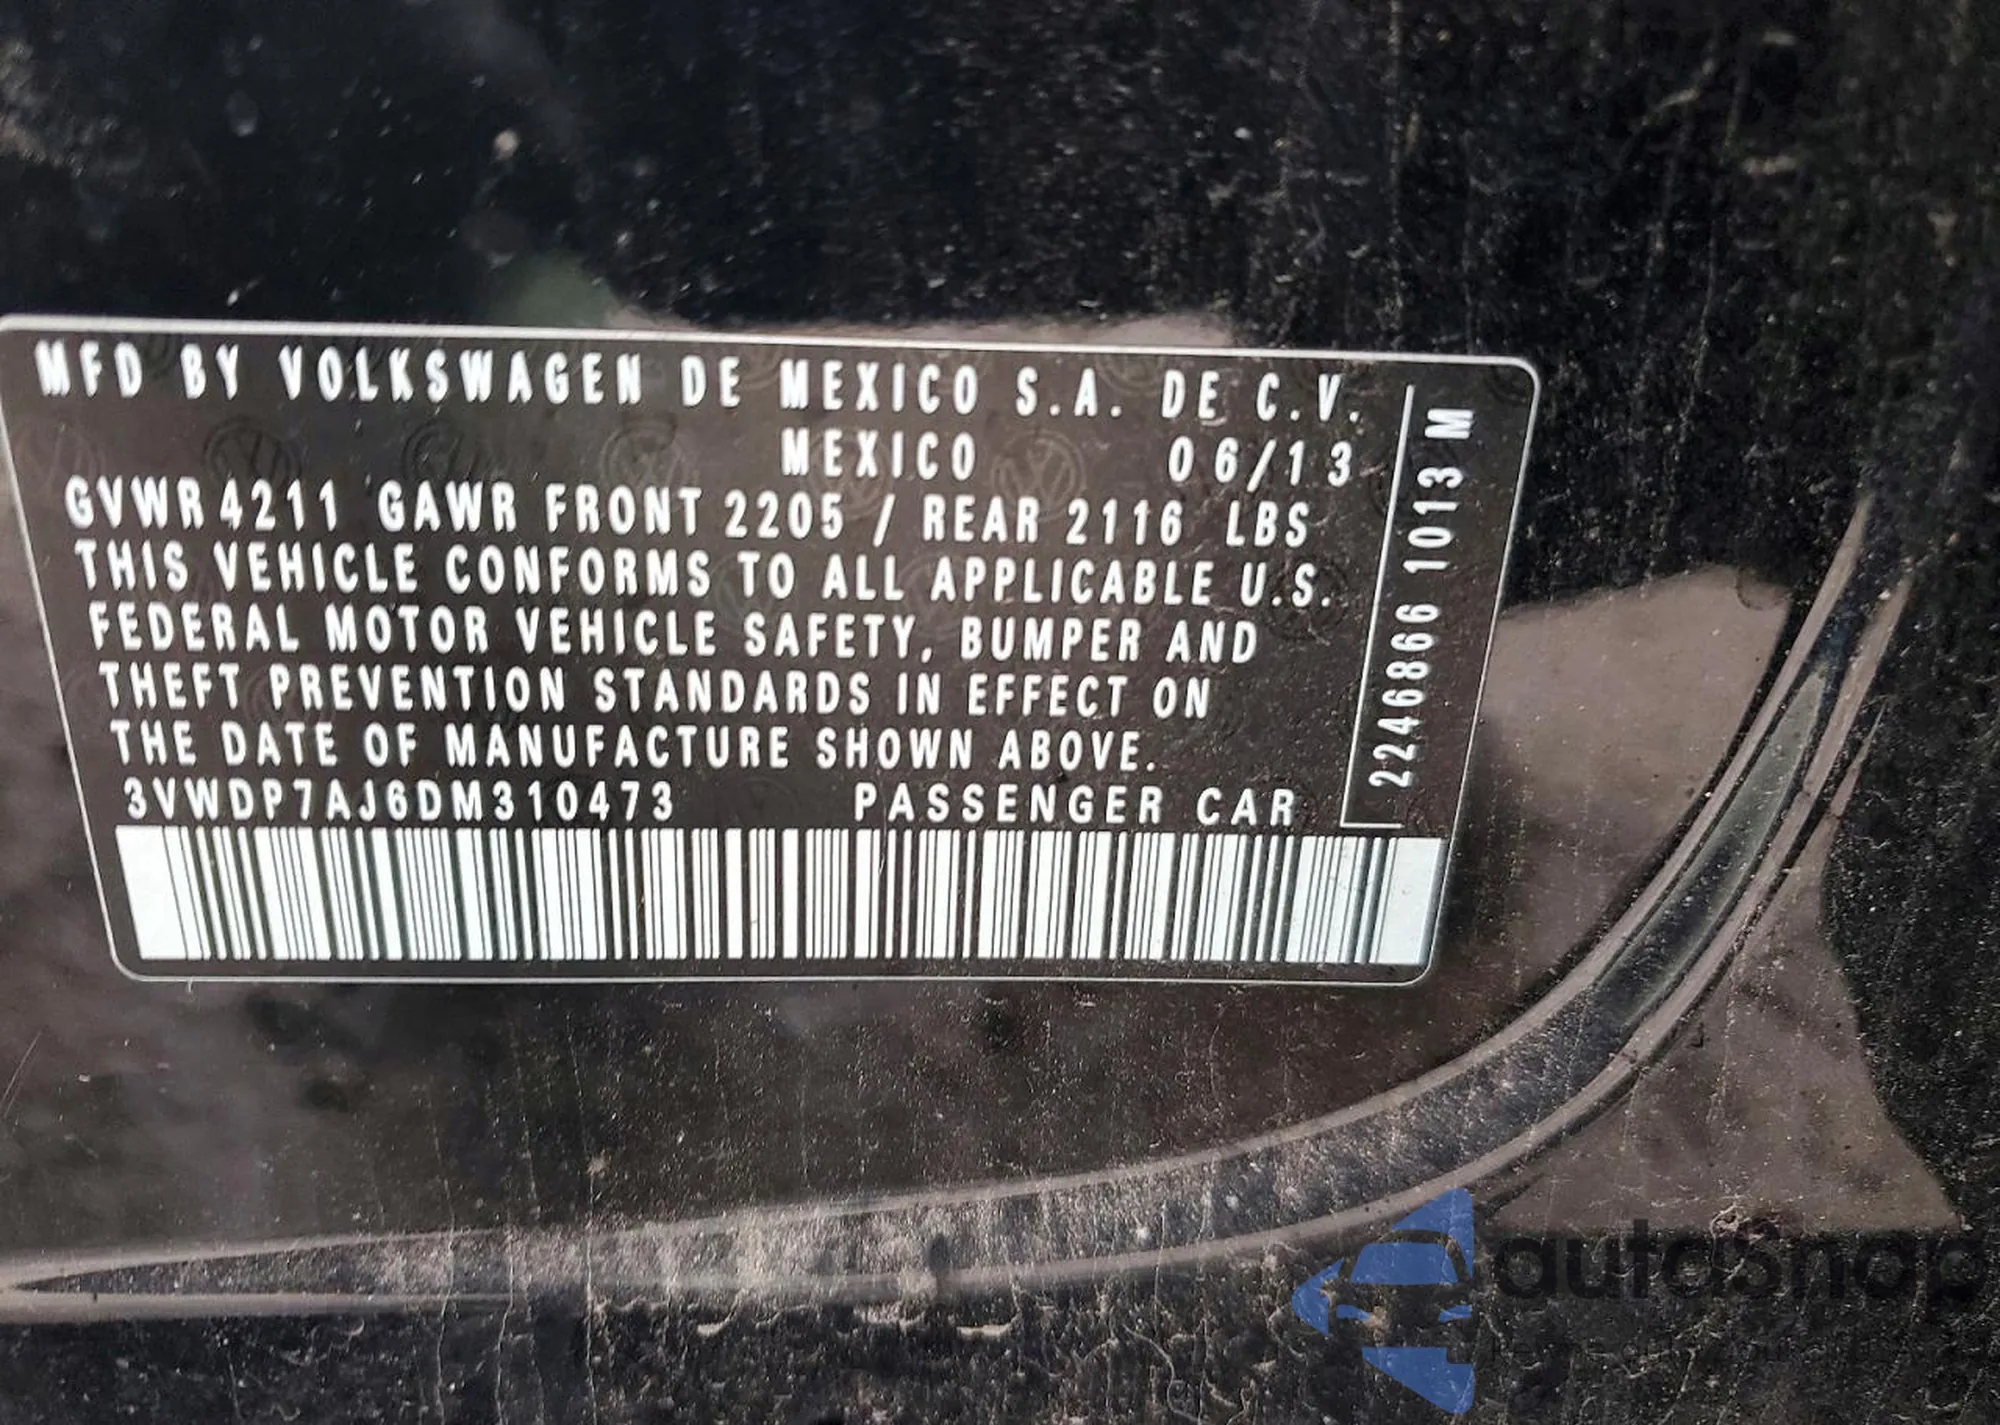 MFD BY VOLKSWAGEN DE MEXICO S.A. DE C.V.
MEXICO 06/13
GVWR 4211 GAWR FRONT 2205 / REAR 2116 LBS
THIS VEHICLE CONFORMS TO ALL APPLICABLE U.S.
FEDERAL MOTOR VEHICLE SAFETY, BUMPER AND
THEFT PREVENTION STANDARDS IN EFFECT ON
THE DATE OF MANUFACTURE SHOWN ABOVE.
3VWDP7AJ6DM310473 PASSENGER CAR
2246866 1013 M
autoSnap